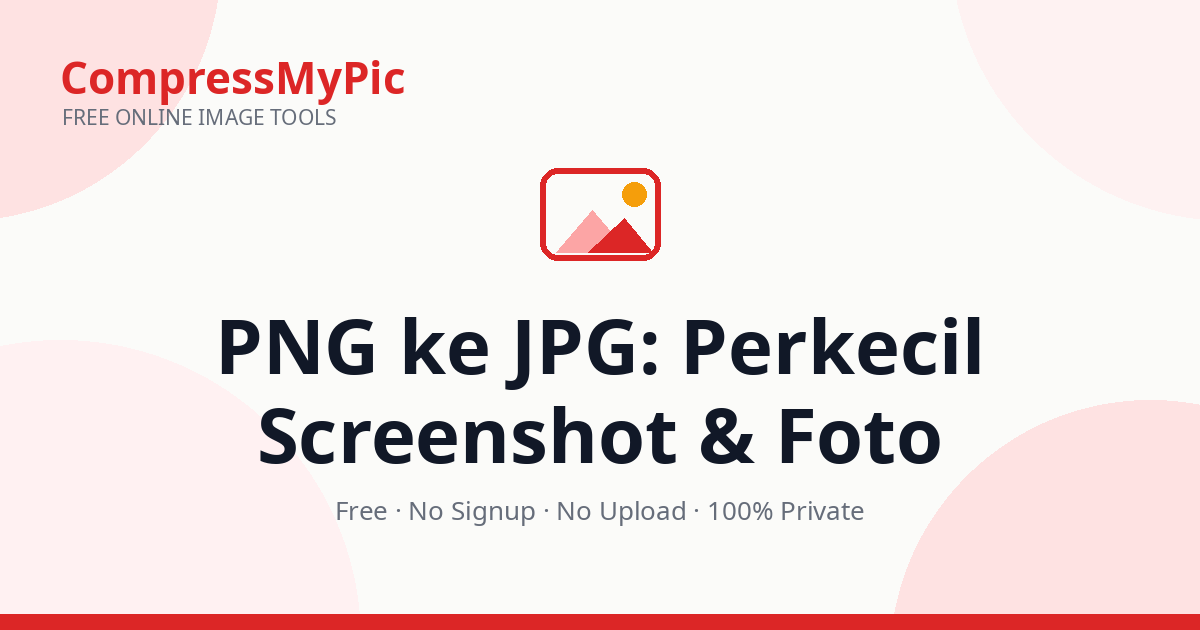 CompressMyPic
FREE ONLINE IMAGE TOOLS
PNG ke JPG: Perkecil
Screenshot & Foto
Free · No Signup · No Upload · 100% Private